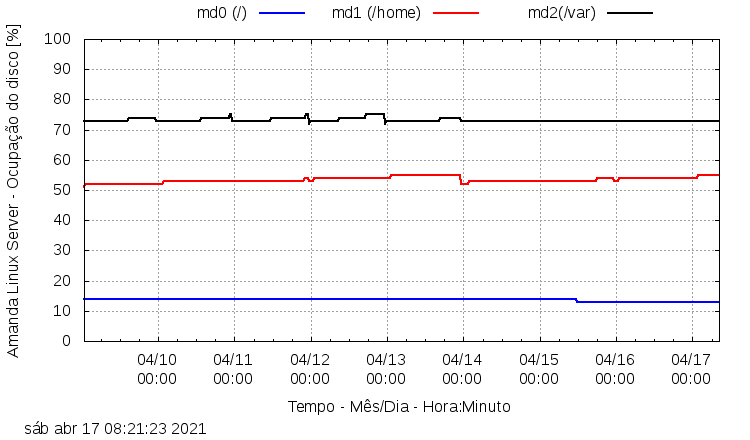 md0 (/) md1 (/home) md2(/var)
Amanda Linux Server - Ocupação do disco [%]
100
90
80
70
60
50
40
30
20
10
0
04/10 04/11 04/12 04/13 04/14 04/15 04/16 04/17
00:00 00:00 00:00 00:00 00:00 00:00 00:00 00:00
Tempo - Mês/Dia - Hora:Minuto
sáb abr 17 08:21:23 2021